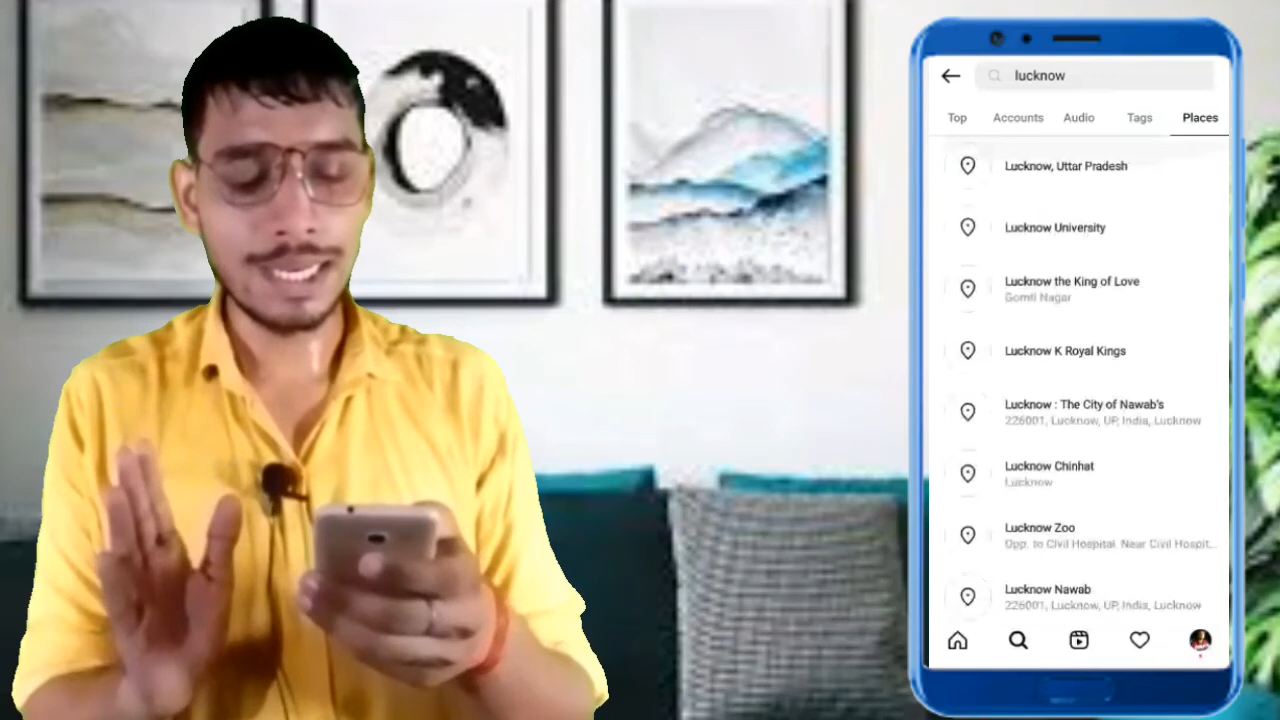 lucknow
Top Accounts Audio Tags Places
Lucknow, Uttar Pradesh
Lucknow University
Lucknow the King of Love
Gomti Nagar
Lucknow K Royal Kings
Lucknow : The City of Nawab's
226001, Lucknow, UP, India, Lucknow
Lucknow Chinhat
Lucknow
Lucknow Zoo
Opp. to Civil Hospital. Near Civil Hospit...
Lucknow Nawab
226001, Lucknow, UP, India, Lucknow